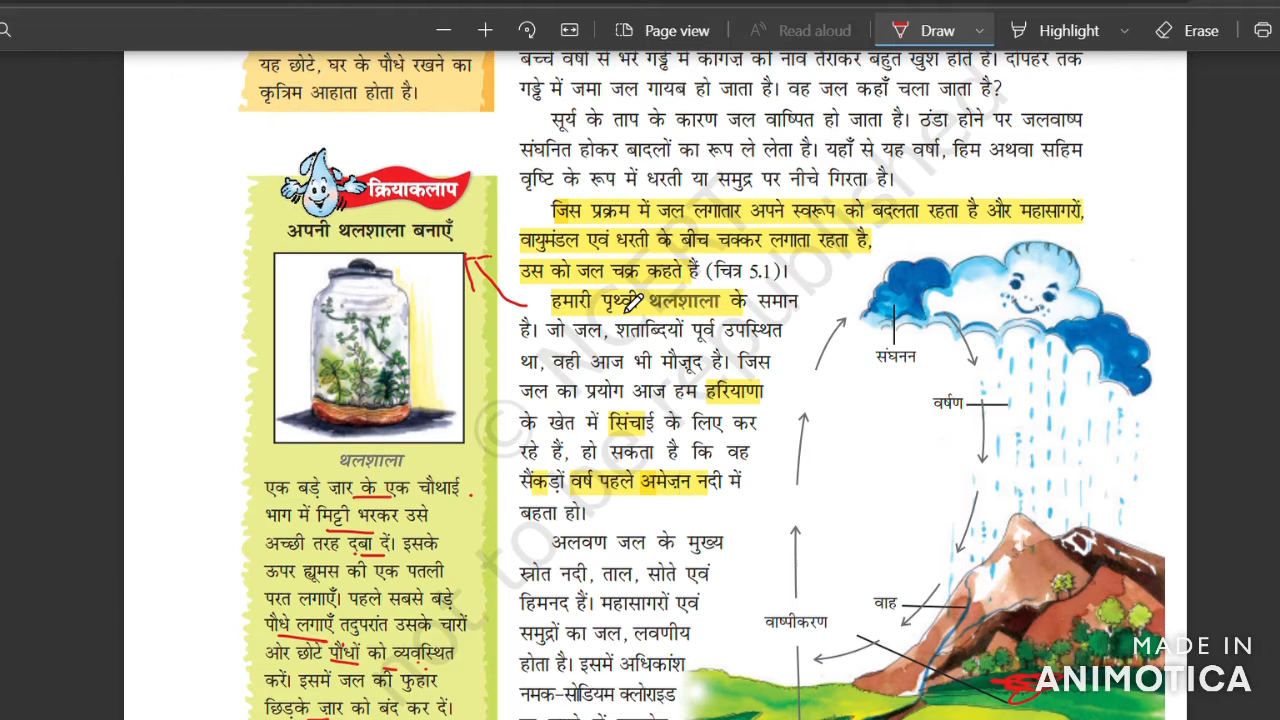 Page view
Read aloud
Draw
Highlight
Erase
यह छोटे, घर के पौधे रखने का
कृत्रिम आहाता होता है।
क्रियाकलाप
अपनी थलशाला बनाएँ
थलशाला
एक बड़े ज़ार के एक चौथाई
भाग में मिट्टी भरकर उसे
अच्छी तरह दबा दें। इसके
ऊपर ह्यूमस की एक पतली
परत लगाएँ। पहले सबसे बड़े
पौधे लगाएँ तदुपरांत उसके चारों
ओर छोटे पौधों को व्यवस्थित
करें। इसमें जल की फुहार
छिड़के ज़ार को बंद कर दें।
बच्चे वर्षा से भरे गड्ढे में कागज की नाव तैराकर बहुत खुश होते हैं। दोपहर तक
गड्ढे में जमा जल गायब हो जाता है। वह जल कहाँ चला जाता है?
सूर्य के ताप के कारण जल वाष्पित हो जाता है। ठंडा होने पर जलवाष्प
संघनित होकर बादलों का रूप ले लेता है। यहाँ से यह वर्षा, हिम अथवा सहिम
वृष्टि के रूप में धरती या समुद्र पर नीचे गिरता है।
जिस प्रक्रम में जल लगातार अपने स्वरूप को बदलता रहता है और महासागरों,
वायुमंडल एवं धरती के बीच चक्कर लगाता रहता है,
उस को जल चक्र कहते हैं (चित्र 5.1)।
हमारी पृथ्वी थलशाला के समान
है। जो जल, शताब्दियों पूर्व उपस्थित
था, वही आज भी मौजूद है। जिस
जल का प्रयोग आज हम हरियाणा
के खेत में सिंचाई के लिए कर
रहे हैं, हो सकता है कि वह
सैंकड़ों वर्ष पहले अमेज़न नदी में
बहता हो।
अलवण जल के मुख्य
स्रोत नदी, ताल, सोते एवं
हिमनद हैं। महासागरों एवं
समुद्रों का जल, लवणीय
होता है। इसमें अधिकांश
नमक-सोडियम क्लोराइड
संघनन
वर्षण
वाह
वाष्पीकरण
© NCERT
not to be republished
MADE IN
ANIMOTICA